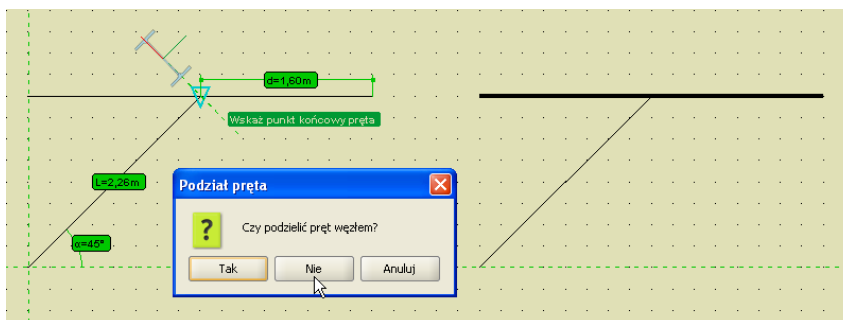 d=1,60m
Wskaż punkt końcowy pręta
L=2,26m
α=45°
Podział pręta
?
Czy podzielić pręt węzłem?
Tak
Nie
Anuluj